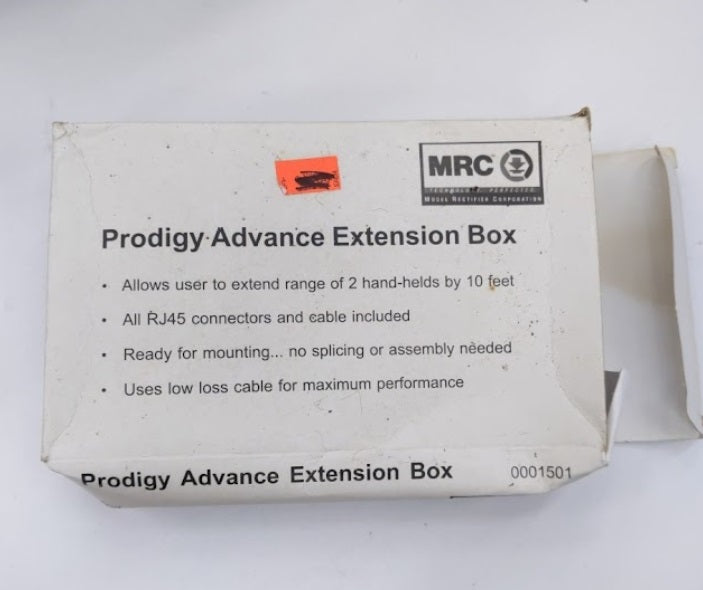 MRC
TECHNOLOGY PERFECTED
MODEL RECTIFIER CORPORATION
Prodigy Advance Extension Box
• Allows user to extend range of 2 hand-helds by 10 feet
• All RJ45 connectors and cable included
• Ready for mounting... no splicing or assembly needed
• Uses low loss cable for maximum performance
Prodigy Advance Extension Box 0001501